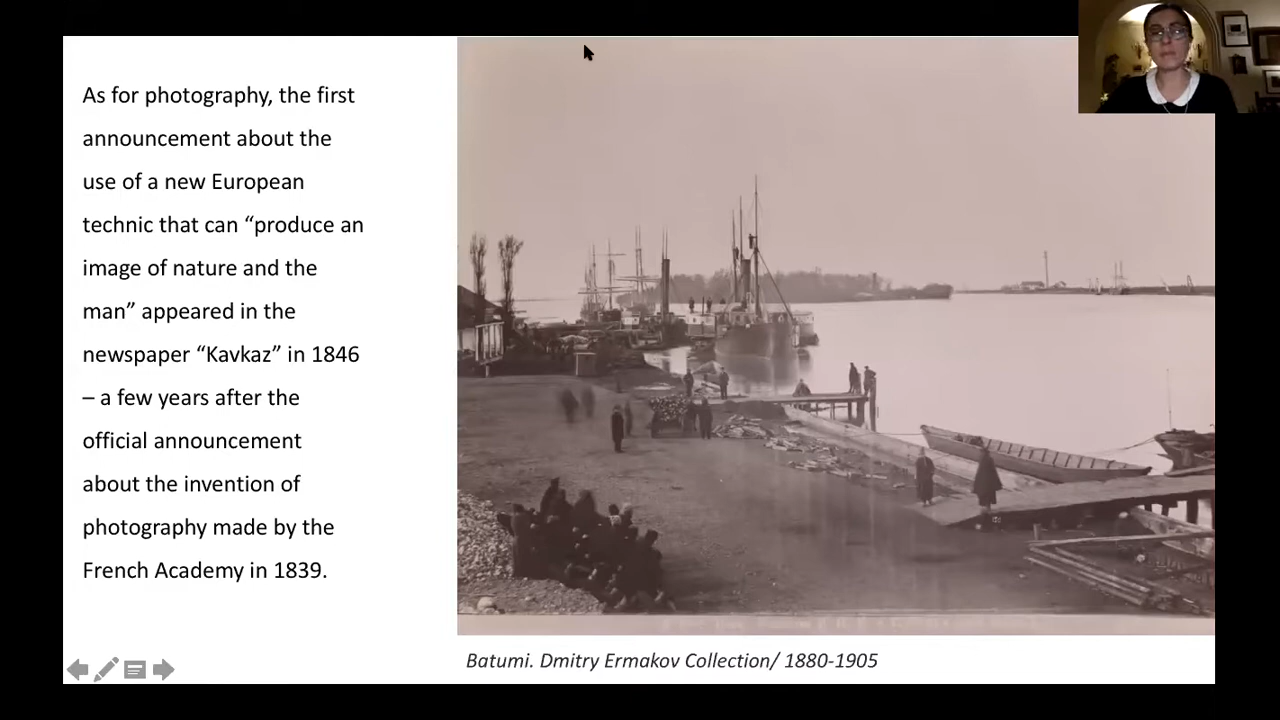 As for photography, the first
announcement about the
use of a new European
technic that can “produce an
image of nature and the
man” appeared in the
newspaper “Kavkaz” in 1846
– a few years after the
official announcement
about the invention of
photography made by the
French Academy in 1839.
Batumi. Dmitry Ermakov Collection/ 1880-1905